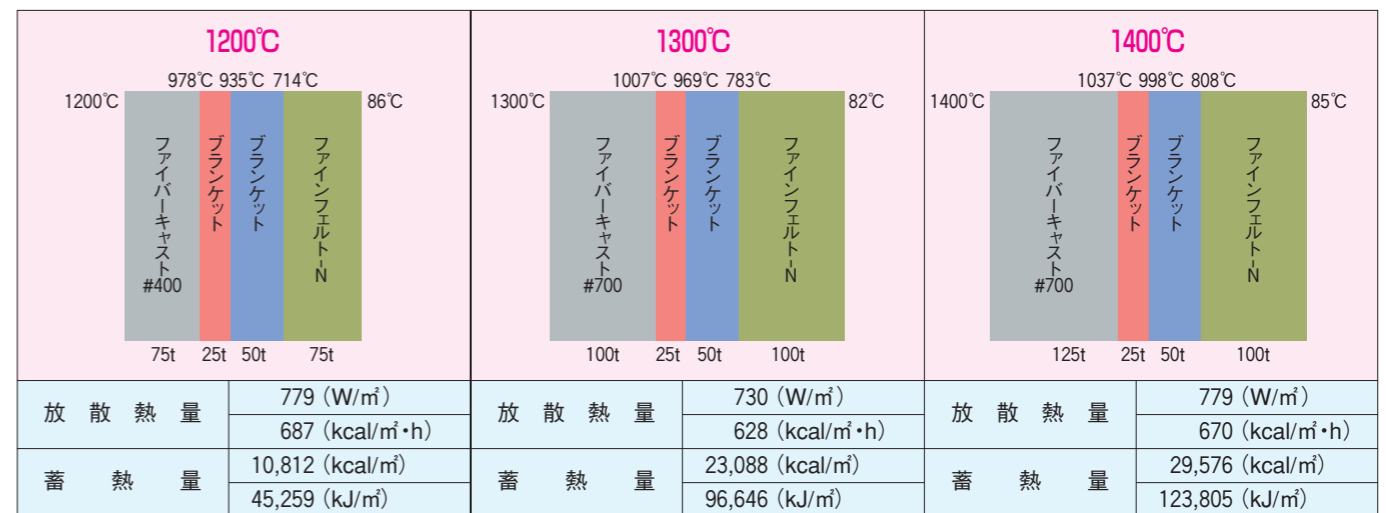 1200℃
978℃ 935℃ 714℃
1200℃
86℃
ファイバーキャスト
#400
ブランケット
ブランケット
ファインフェルト-N
75t 25t 50t 75t
放散熱量
779（W/㎡）
687（kcal/㎡・h）
蓄熱量
10,812（kcal/㎡）
45,259（kJ/㎡）
1300℃
1007℃ 969℃ 783℃
1300℃
82℃
ファイバーキャスト
#700
ブランケット
ブランケット
ファインフェルト-N
100t 25t 50t 100t
放散熱量
730（W/㎡）
628（kcal/㎡・h）
蓄熱量
23,088（kcal/㎡）
96,646（kJ/㎡）
1400℃
1037℃ 998℃ 808℃
1400℃
85℃
ファイバーキャスト
#700
ブランケット
ブランケット
ファインフェルト-N
125t 25t 50t 100t
放散熱量
779（W/㎡）
670（kcal/㎡・h）
蓄熱量
29,576（kcal/㎡）
123,805（kJ/㎡）